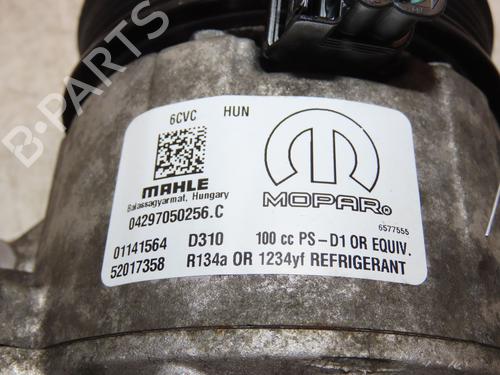 6CVC HUN
MAHLE
Balassagyarmat, Hungary
MOPAR®
04297050256.C
6577555
01141564 D310 100 cc PS-D1 OR EQUIV.
52017358 R134a OR 1234yf REFRIGERANT
B-PARTS